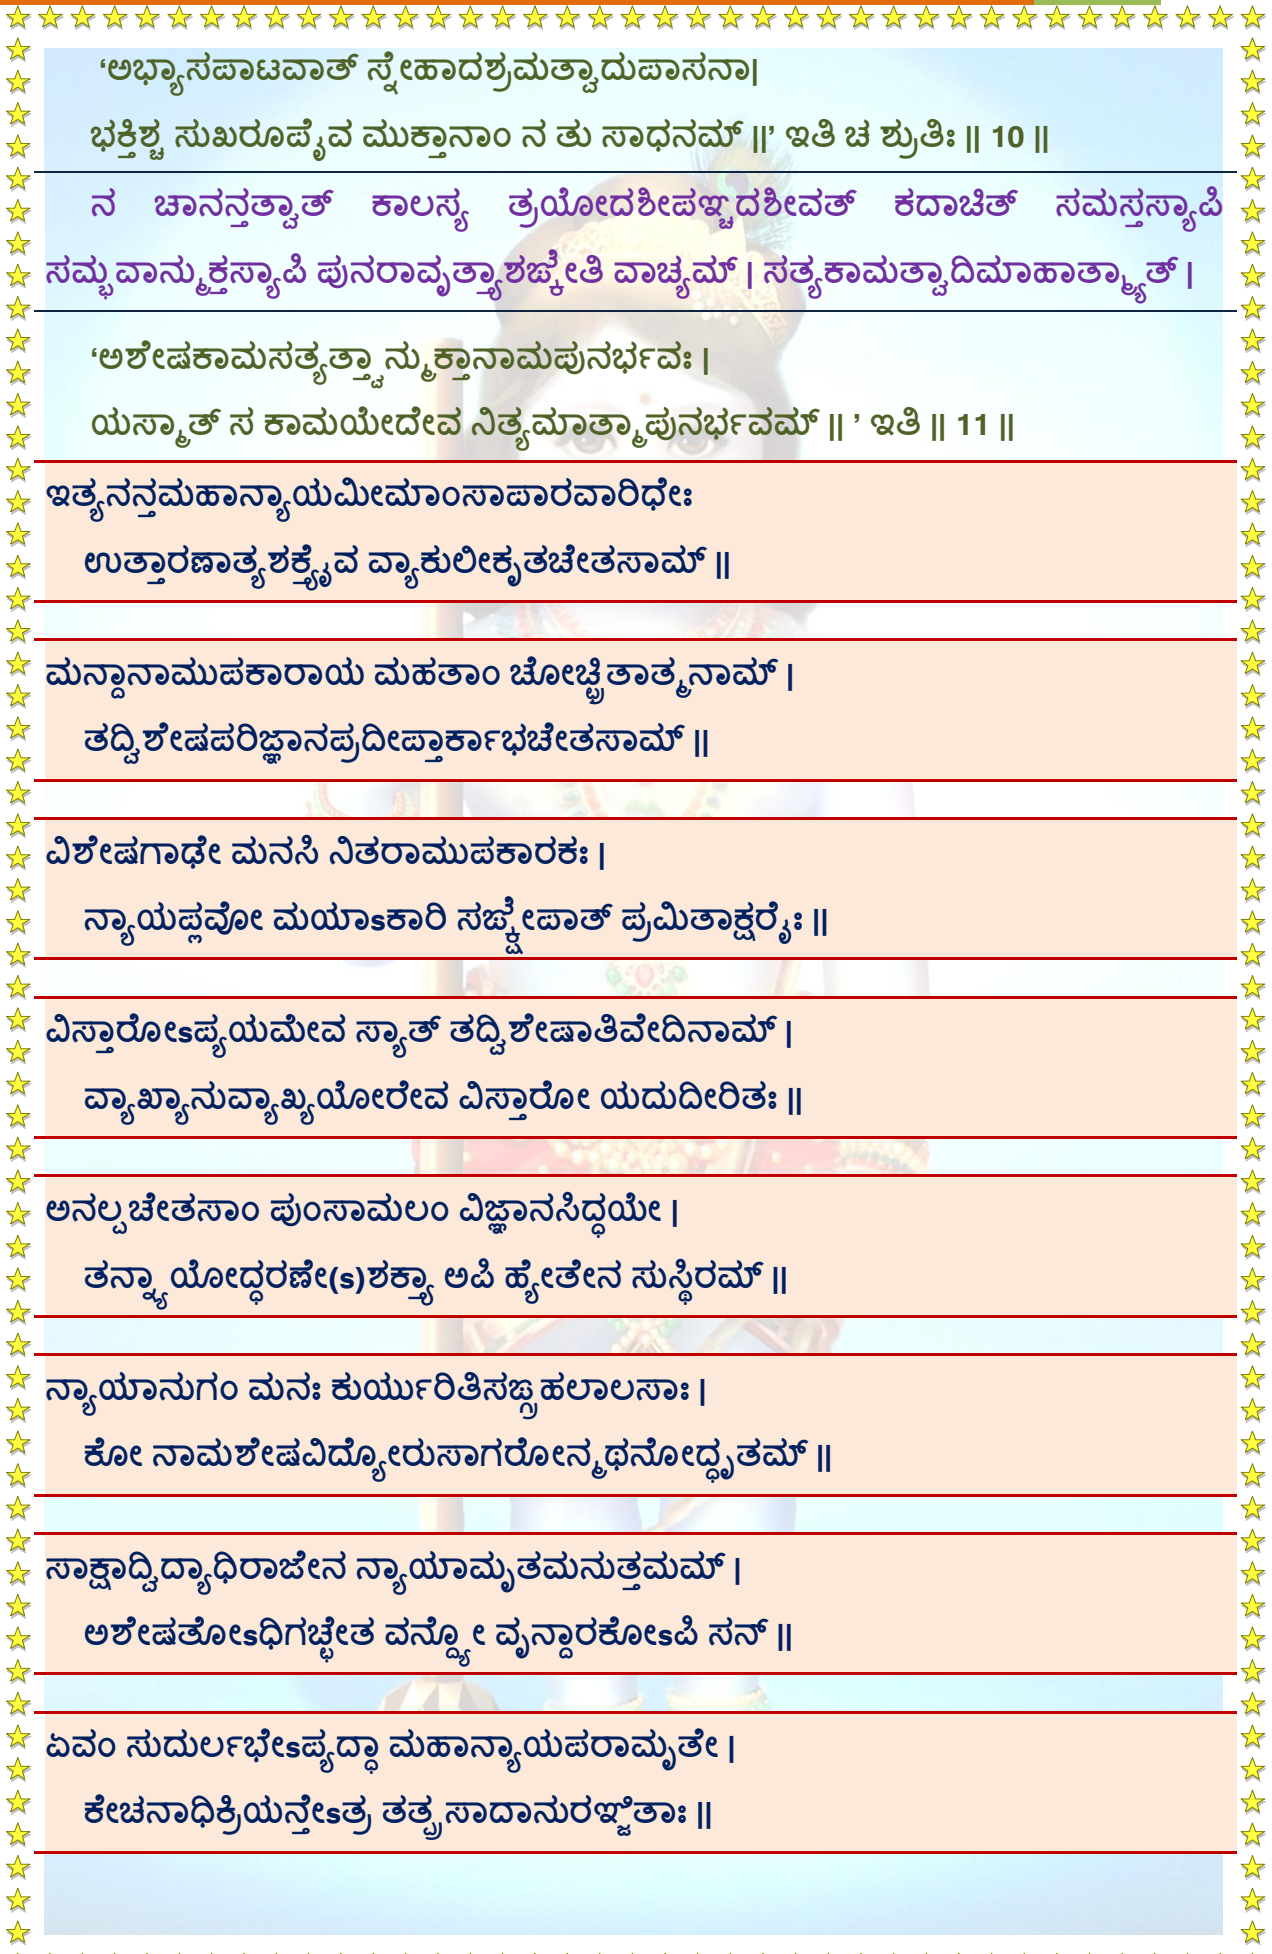 ‘ಅಭ್ಯಾಸಪಾಟವಾತ್ ಸ್ನೇಹಾದಶ್ರಮತ್ವಾದುಪಾಸನಾ|
ಭಕ್ತಿಶ್ಚ ಸುಖರೂಪೈವ ಮುಕ್ತಾನಾಂ ನ ತು ಸಾಧನಮ್ ||’ ಇತಿ ಚ ಶ್ರುತಿಃ || 10 ||
ನ ಚಾನನ್ತತ್ವಾತ್ ಕಾಲಸ್ಯ ತ್ರಯೋದಶೀಪಞ್ಚದಶೀವತ್ ಕದಾಚಿತ್ ಸಮಸ್ತಸ್ಯಾಪಿ
ಸಮ್ಭವಾನ್ಮುಕ್ತಸ್ಯಾಪಿ ಪುನರಾವೃತ್ತ್ಯಾಶಙ್ಕೇತಿ ವಾಚ್ಯಮ್ | ಸತ್ಯಕಾಮತ್ವಾದಿಮಾಹಾತ್ಮ್ಯಾತ್ |
‘ಅಶೇಷಕಾಮಸತ್ಯತ್ತ್ವಾನ್ಮುಕ್ತಾನಾಮಪುನರ್ಭವಃ |
ಯಸ್ಮಾತ್ ಸ ಕಾಮಯೇದೇವ ನಿತ್ಯಮಾತ್ಮಾಪುನರ್ಭವಮ್ || ’ ಇತಿ || 11 ||
ಇತ್ಯನನ್ತಮಹಾನ್ಯಾಯಮೀಮಾಂಸಾಪಾರವಾರಿಧೇಃ
ಉತ್ತಾರಣಾತ್ಯಶಕ್ತ್ಯೈವ ವ್ಯಾಕುಲೀಕೃತಚೇತಸಾಮ್ ||
ಮನ್ದಾನಾಮುಪಕಾರಾಯ ಮಹತಾಂ ಚೋಚ್ಛ್ರಿತಾತ್ಮನಾಮ್ |
ತದ್ವಿಶೇಷಪರಿಜ್ಞಾನಪ್ರದೀಪ್ತಾರ್ಕಾಭಚೇತಸಾಮ್ ||
ವಿಶೇಷಗಾಢೇ ಮನಸಿ ನಿತರಾಮುಪಕಾರಕಃ |
ನ್ಯಾಯಪ್ಲವೋ ಮಯಾsಕಾರಿ ಸಙ್ಕ್ಷೇಪಾತ್ ಪ್ರಮಿತಾಕ್ಷರೈಃ ||
ವಿಸ್ತಾರೋsಪ್ಯಯಮೇವ ಸ್ಯಾತ್ ತದ್ವಿಶೇಷಾತಿವೇದಿನಾಮ್ |
ವ್ಯಾಖ್ಯಾನುವ್ಯಾಖ್ಯಯೋರೇವ ವಿಸ್ತಾರೋ ಯದುದೀರಿತಃ ||
ಅನಲ್ಪಚೇತಸಾಂ ಪುಂಸಾಮಲಂ ವಿಜ್ಞಾನಸಿದ್ಧಯೇ |
ತನ್ನ್ಯಾಯೋದ್ಧರಣೇ(s)ಶಕ್ತ್ಯಾ ಅಪಿ ಹ್ಯೇತೇನ ಸುಸ್ಥಿರಮ್ ||
ನ್ಯಾಯಾನುಗಂ ಮನಃ ಕುರ್ಯುರಿತಿಸಙ್ಗ್ರಹಲಾಲಸಾಃ |
ಕೋ ನಾಮಶೇಷವಿದ್ಯೋರುಸಾಗರೋನ್ಮಥನೋದ್ಧೃತಮ್ ||
ಸಾಕ್ಷಾದ್ವಿದ್ಯಾಧಿರಾಜೇನ ನ್ಯಾಯಾಮೃತಮನುತ್ತಮಮ್ |
ಅಶೇಷತೋsಧಿಗಚ್ಛೇತ ವನ್ದ್ಯೋ ವೃನ್ದಾರಕೋsಪಿ ಸನ್ ||
ಏವಂ ಸುದುರ್ಲಭೇsಪ್ಯದ್ಧಾ ಮಹಾನ್ಯಾಯಪರಾಮೃತೇ |
ಕೇಚನಾಧಿಕ್ರಿಯನ್ತೇsತ್ರ ತತ್ಪ್ರಸಾದಾನುರಞ್ಜಿತಾಃ ||